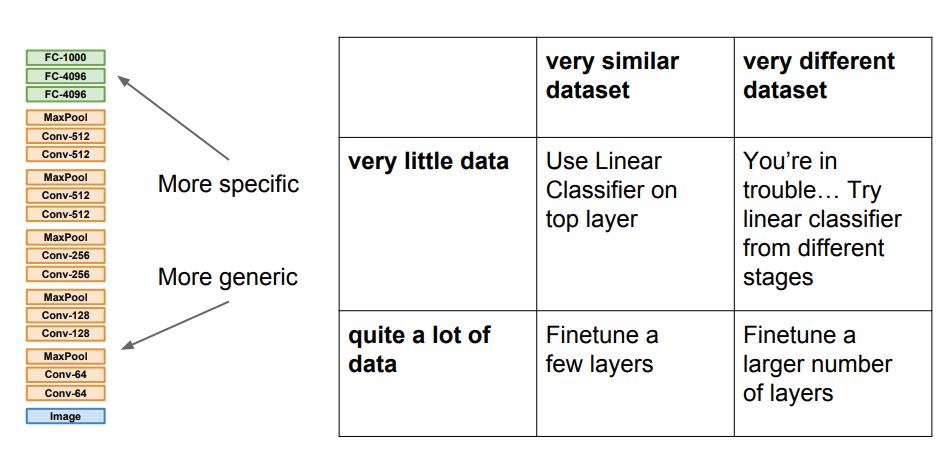 FC-1000
FC-4096
FC-4096
MaxPool
Conv-512
Conv-512
MaxPool
Conv-512
Conv-512
MaxPool
Conv-256
Conv-256
MaxPool
Conv-128
Conv-128
MaxPool
Conv-64
Conv-64
Image
More specific
More generic
very similar
dataset
very different
dataset
very little data
Use Linear
Classifier on
top layer
You’re in
trouble… Try
linear classifier
from different
stages
quite a lot of
data
Finetune a
few layers
Finetune a
larger number
of layers